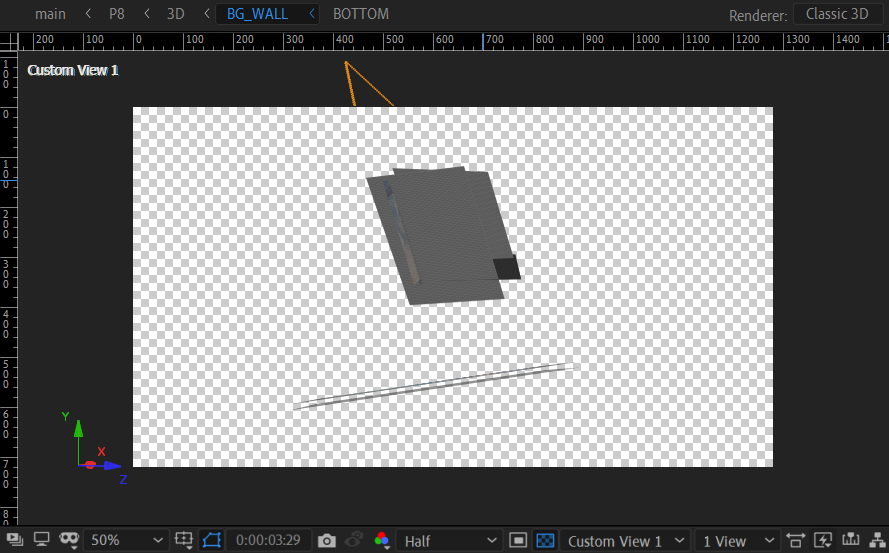 main < P8 < 3D < BG_WALL < BOTTOM
Renderer: Classic 3D
200 100 0 100 200 300 400 500 600 700 800 900 1000 1100 1200 1300 1400
Custom View 1
100
0
100
200
300
400
500
600
700
Y
X
Z
50% 0:00:03:29 Half Custom View 1 1 View